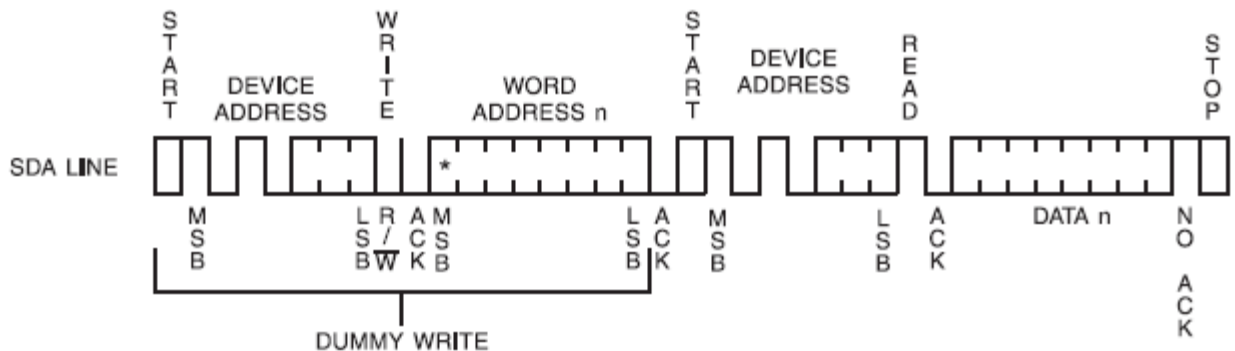 START
DEVICE
ADDRESS
WRITE
WORD
ADDRESS n
START
DEVICE
ADDRESS
READ
STOP
SDA LINE
*
MSB
LSB
R/W
ACK
MSB
LSB
ACK
MSB
LSB
ACK
DATA n
NO ACK
DUMMY WRITE